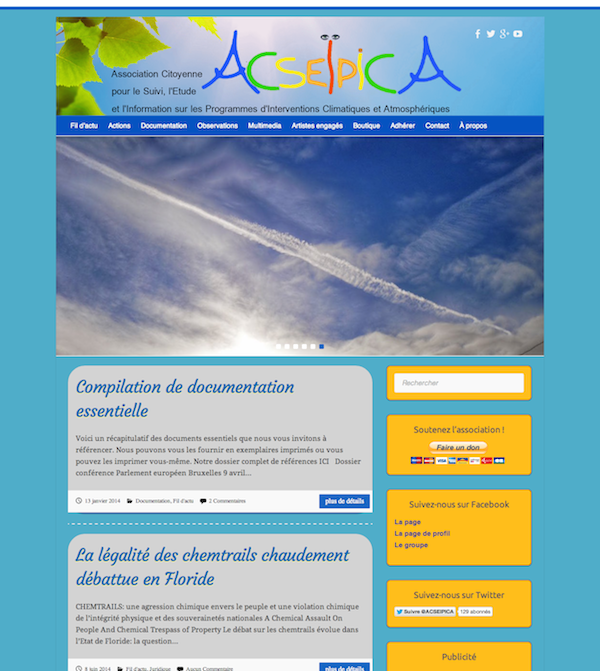 ACSEÏPICA
Association Citoyenne
pour le Suivi, l'Etude
et l'Information sur les Programmes d'Interventions Climatiques et Atmosphériques
Fil d'actu Actions Documentation Observations Multimedia Artistes engagés Boutique Adhérer Contact À propos
Compilation de documentation
essentielle
Voici un récapitulatif des documents essentiels que nous vous invitons à
référencer. Nous pouvons vous les fournir en exemplaires imprimés ou vous
pouvez les imprimer vous-même. Notre dossier complet de références ICI Dossier
conférence Parlement européen Bruxelles 9 avril...
13 janvier 2014 Documentation, Fil d'actu 2 Commentaires plus de détails
La légalité des chemtrails chaudement
débattue en Floride
CHEMTRAILS: une agression chimique envers le peuple et une violation chimique
de l'intégrité physique et des souverainetés nationales A Chemical Assault On
People And Chemical Trespass of Property Le débat sur les chemtrails évolue dans
l'Etat de Floride: la question...
8 juin 2014 Fil d'actu, Juridique Aucun Commentaire plus de détails
Rechercher
Soutenez l'association !
Faire un don
VISA
Suivez-nous sur Facebook
La page
La page de profil
Le groupe
Suivez-nous sur Twitter
Suivre @ACSEIPICA 129 abonnés
Publicité